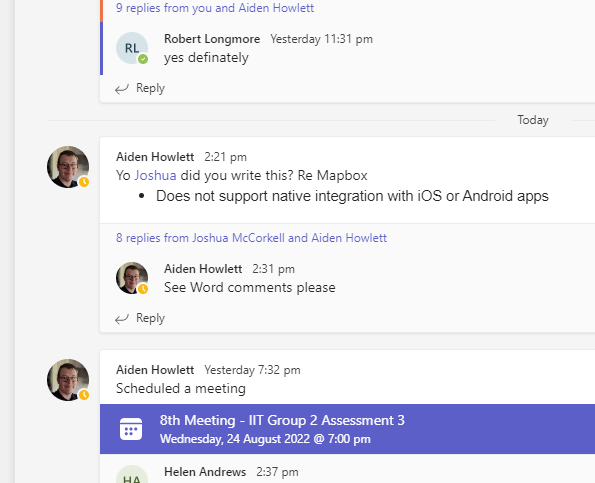 9 replies from you and Aiden Howlett
RL
Robert Longmore Yesterday 11:31 pm
yes definately
Reply
Today
Aiden Howlett 2:21 pm
Yo Joshua did you write this? Re Mapbox
• Does not support native integration with iOS or Android apps
8 replies from Joshua McCorkell and Aiden Howlett
Aiden Howlett 2:31 pm
See Word comments please
Reply
Aiden Howlett Yesterday 7:32 pm
Scheduled a meeting
8th Meeting - IIT Group 2 Assessment 3
Wednesday, 24 August 2022 @ 7:00 pm
HA
Helen Andrews 2:37 pm